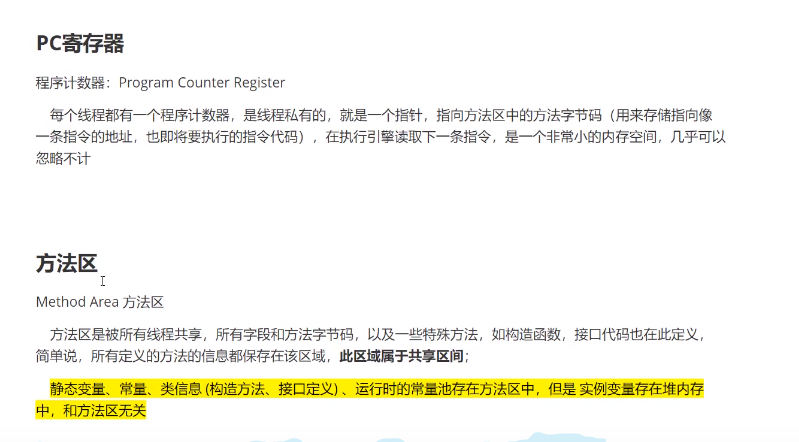 PC寄存器
程序计数器：Program Counter Register
每个线程都有一个程序计数器，是线程私有的，就是一个指针，指向方法区中的方法字节码（用来存储指向像
一条指令的地址，也即将要执行的指令代码），在执行引擎读取下一条指令，是一个非常小的内存空间，几乎可以
忽略不计
方法区
Method Area 方法区
方法区是被所有线程共享，所有字段和方法字节码，以及一些特殊方法，如构造函数，接口代码也在此定义，
简单说，所有定义的方法的信息都保存在该区域，此区域属于共享区间；
静态变量、常量、类信息 (构造方法、接口定义) 、运行时的常量池存在方法区中，但是 实例变量存在堆内存
中，和方法区无关